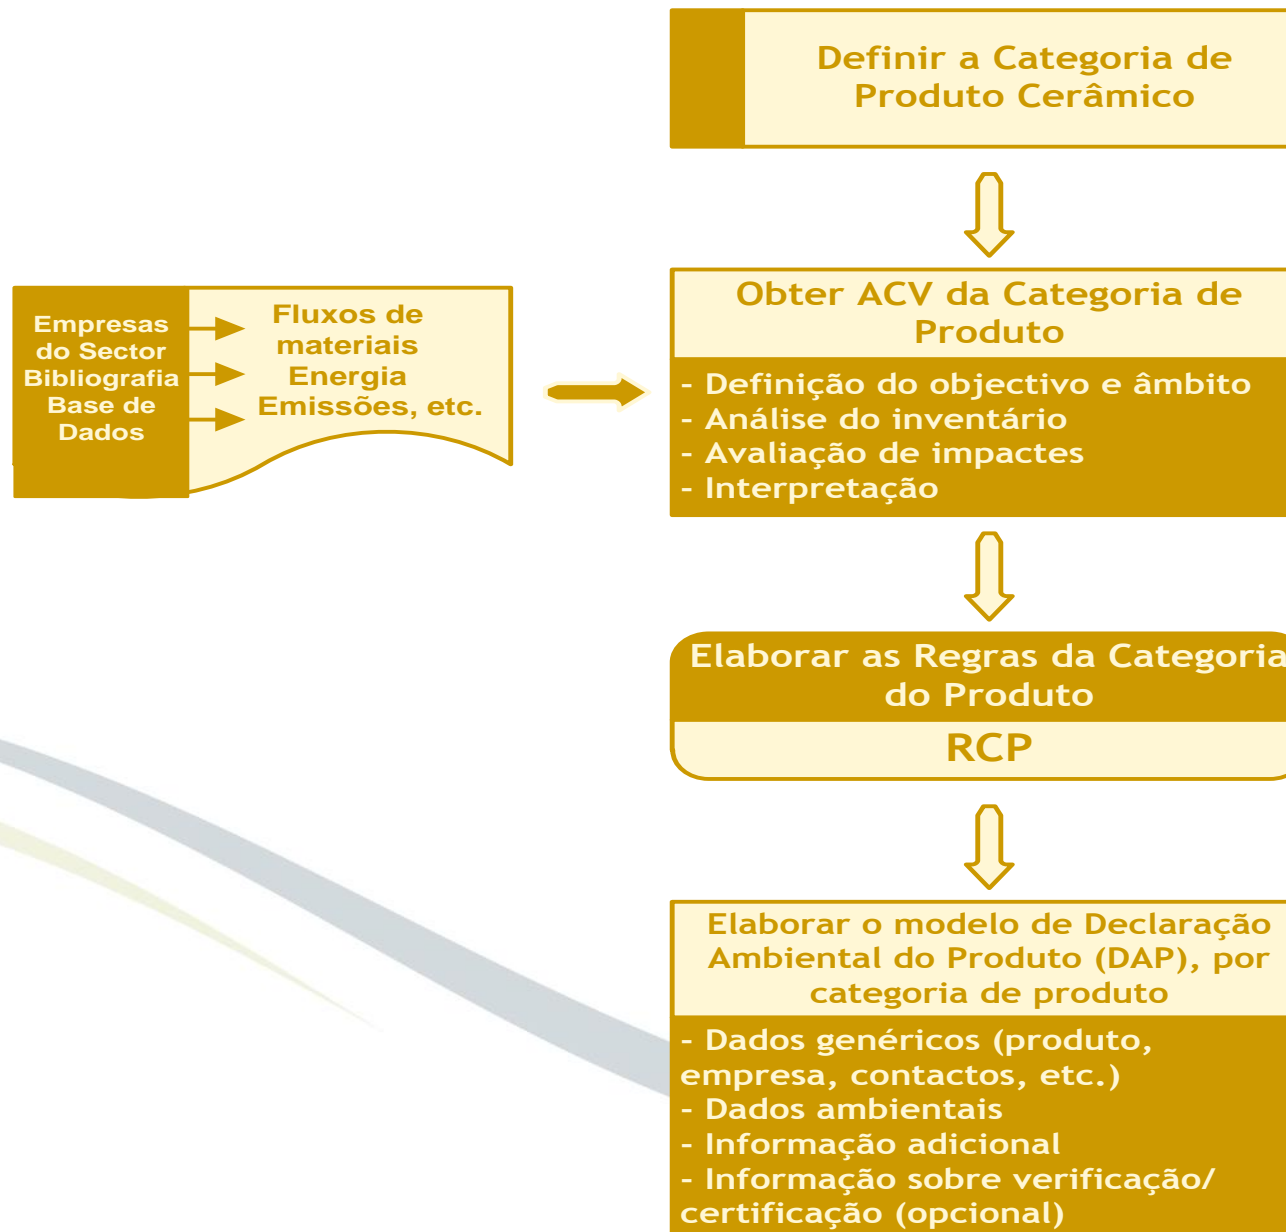 Definir a Categoria de
Produto Cerâmico
Empresas
do Sector
Bibliografia
Base de
Dados
Fluxos de
materiais
Energia
Emissões, etc.
Obter ACV da Categoria de
Produto
- Definição do objectivo e âmbito
- Análise do inventário
- Avaliação de impactes
- Interpretação
Elaborar as Regras da Categoria
do Produto
RCP
Elaborar o modelo de Declaração
Ambiental do Produto (DAP), por
categoria de produto
- Dados genéricos (produto,
empresa, contactos, etc.)
- Dados ambientais
- Informação adicional
- Informação sobre verificação/
certificação (opcional)